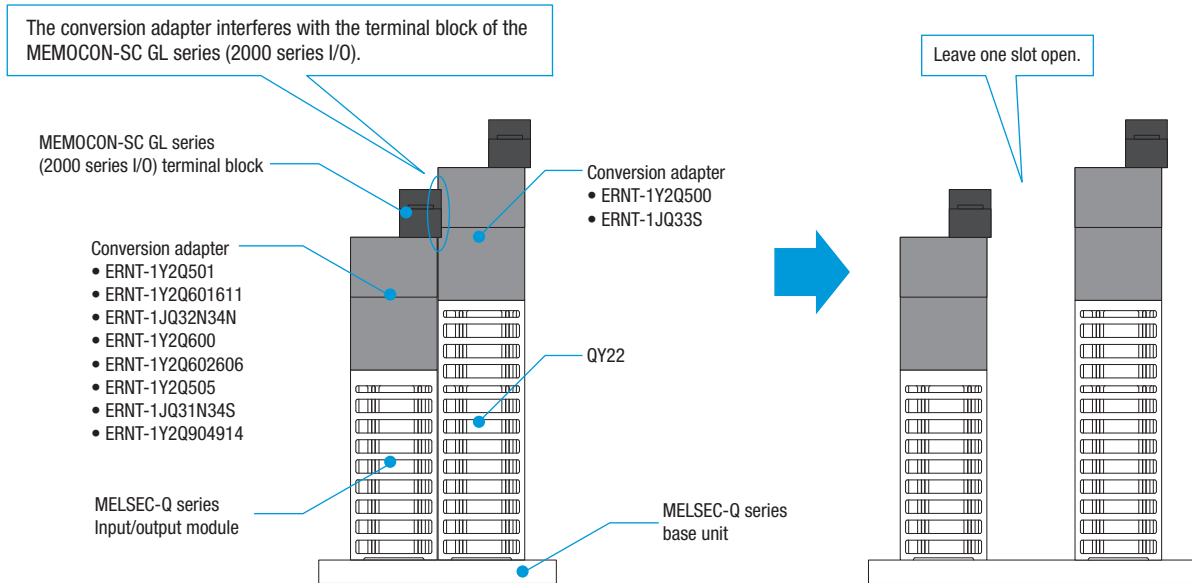 The conversion adapter interferes with the terminal block of the
MEMOCON-SC GL series (2000 series I/O).
Leave one slot open.
MEMOCON-SC GL series
(2000 series I/O) terminal block
Conversion adapter
• ERNT-1Y2Q500
• ERNT-1JQ33S
Conversion adapter
• ERNT-1Y2Q501
• ERNT-1Y2Q601611
• ERNT-1JQ32N34N
• ERNT-1Y2Q600
• ERNT-1Y2Q602606
• ERNT-1Y2Q505
• ERNT-1JQ31N34S
• ERNT-1Y2Q904914
QY22
MELSEC-Q series
Input/output module
MELSEC-Q series
base unit